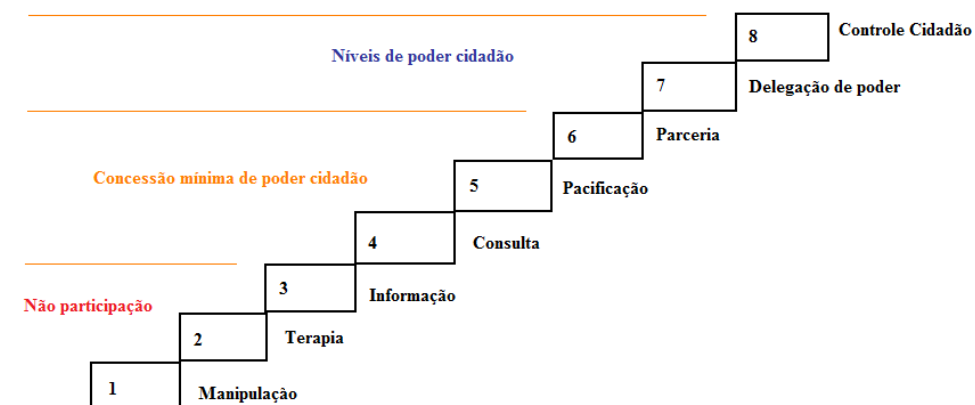 8 Controle Cidadão
Níveis de poder cidadão
7 Delegação de poder
6 Parceria
Concessão mínima de poder cidadão
5 Pacificação
4 Consulta
3 Informação
Não participação
2 Terapia
1 Manipulação